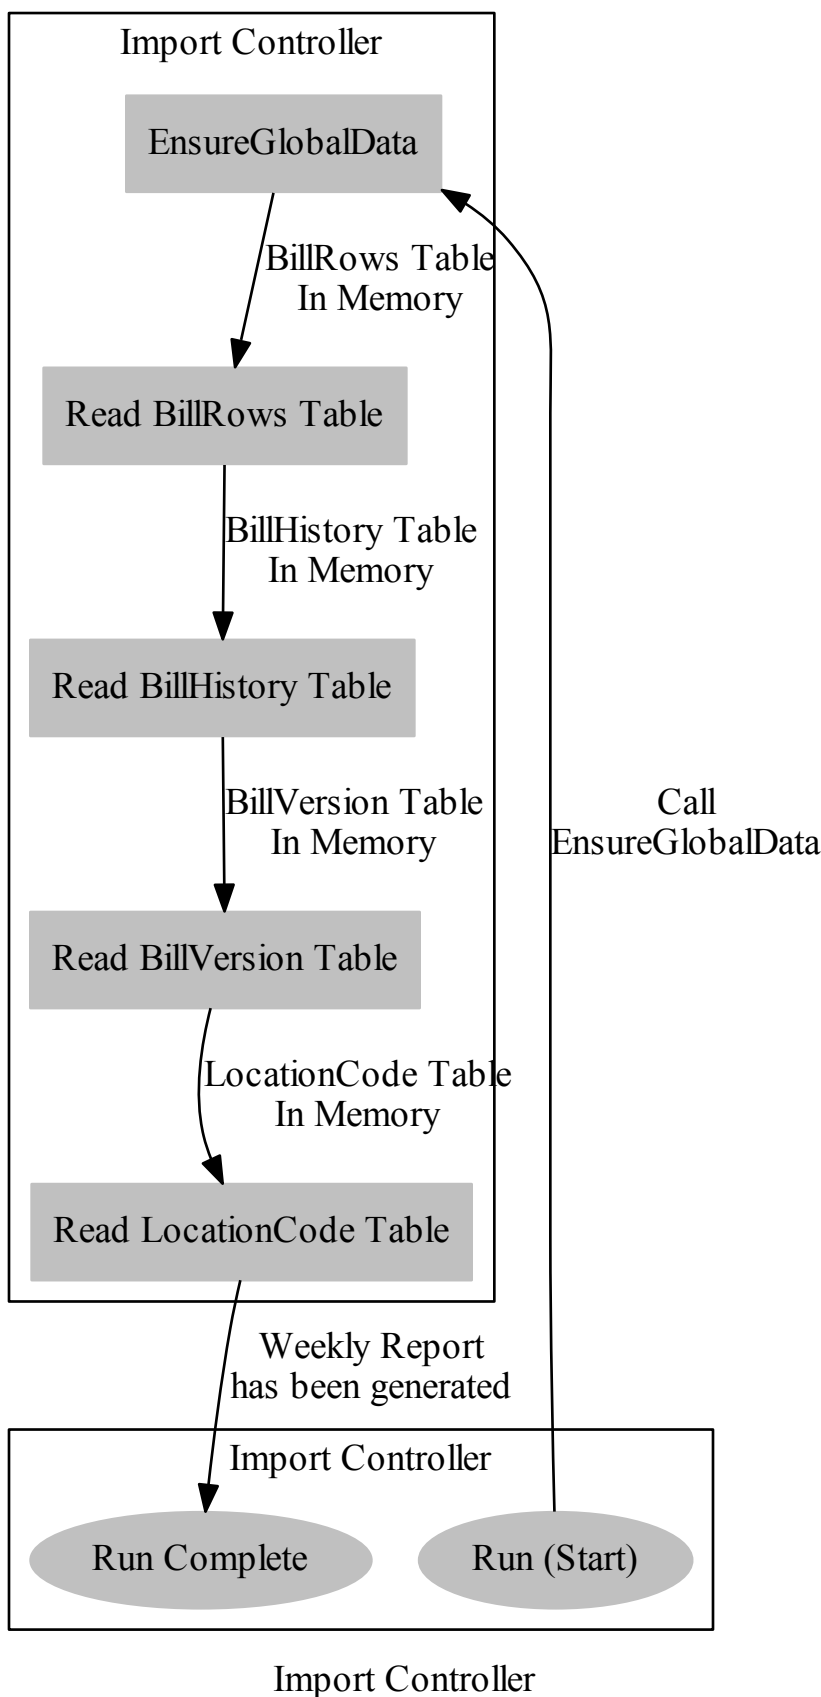 Import Controller
EnsureGlobalData
BillRows Table
In Memory
Read BillRows Table
BillHistory Table
In Memory
Read BillHistory Table
BillVersion Table
In Memory
Call
EnsureGlobalData
Read BillVersion Table
LocationCode Table
In Memory
Read LocationCode Table
Weekly Report
has been generated
Import Controller
Run Complete
Run (Start)
Import Controller